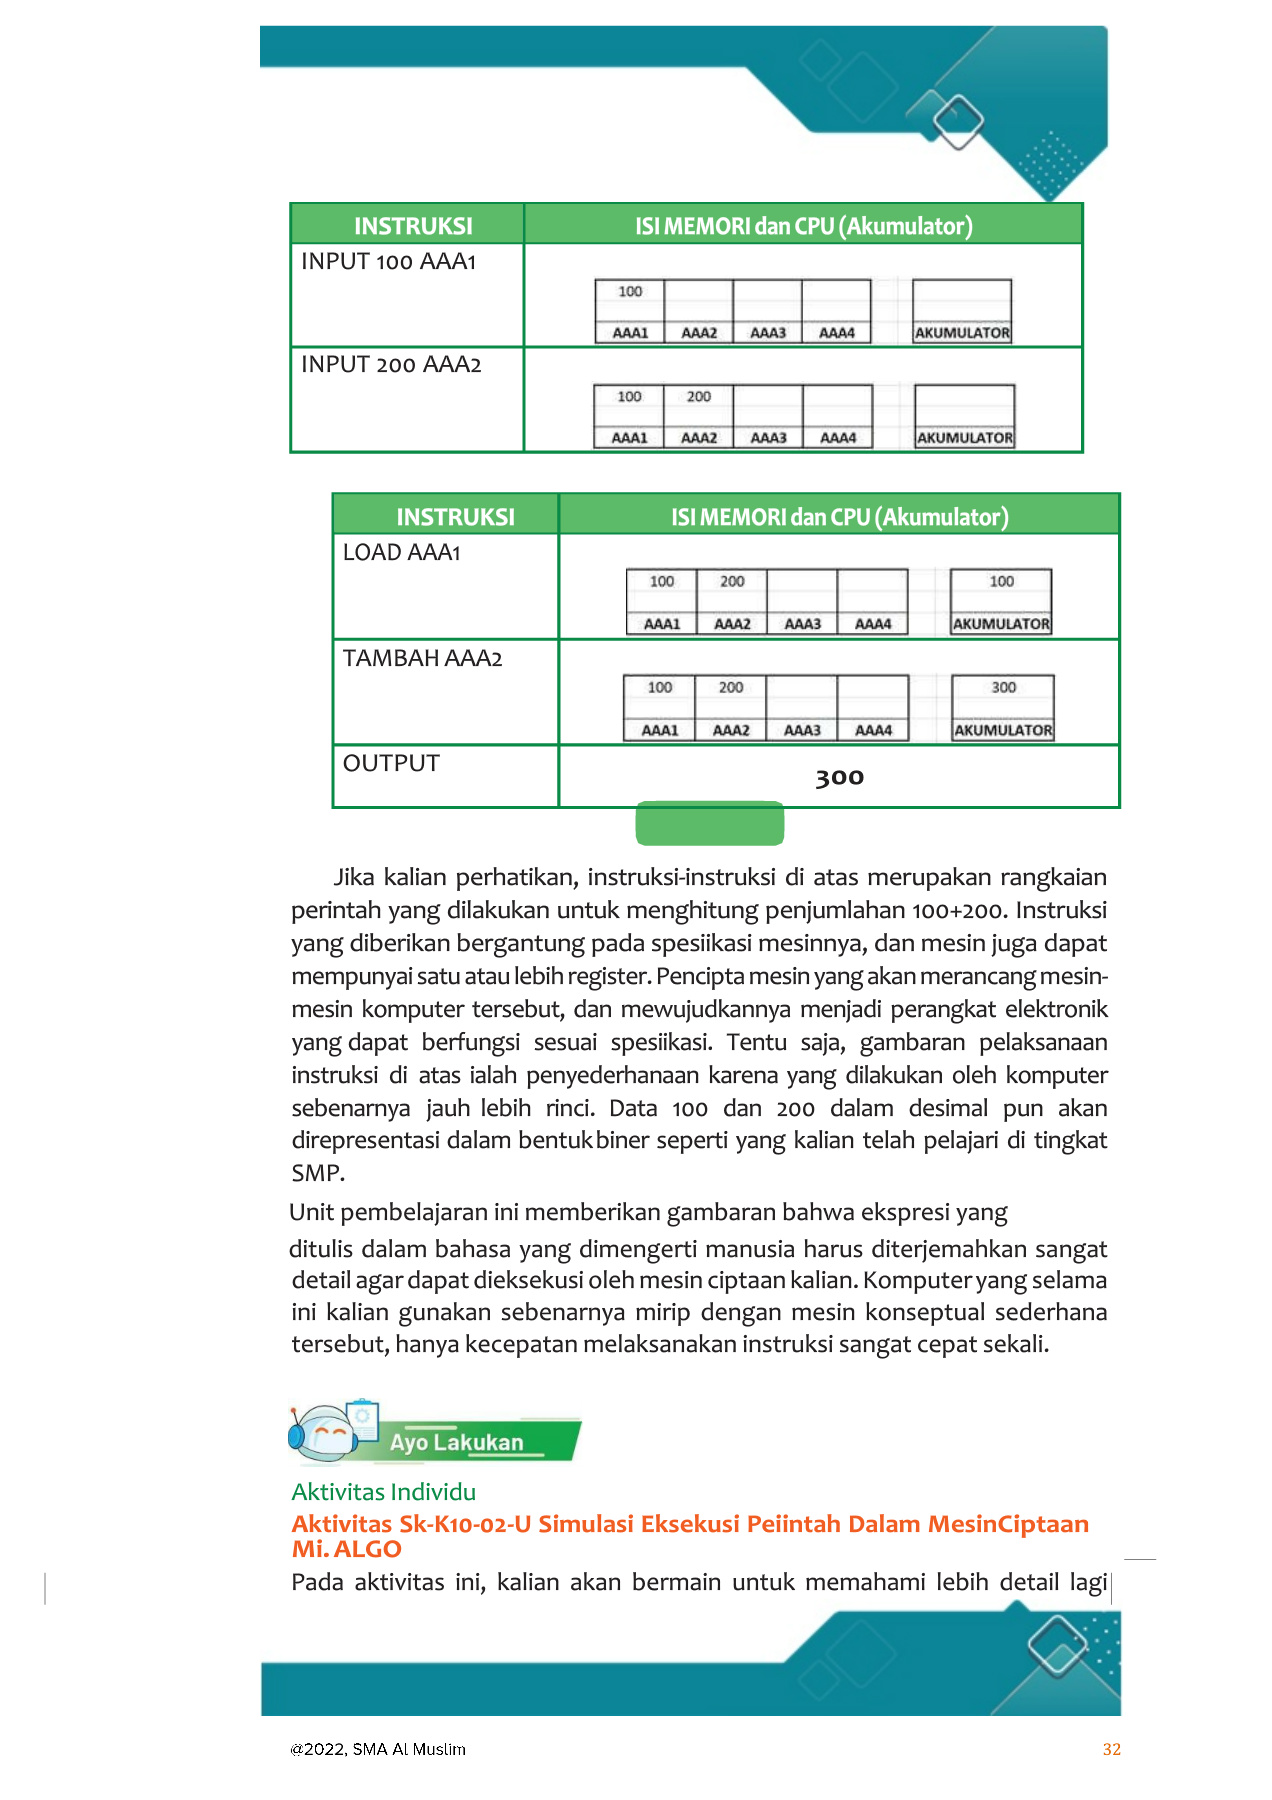 INSTRUKSI ISI MEMORI dan CPU (Akumulator)
INPUT 100 AAA1
100
AAA1 AAA2 AAA3 AAA4 AKUMULATOR
INPUT 200 AAA2
100 200
AAA1 AAA2 AAA3 AAA4 AKUMULATOR
INSTRUKSI ISI MEMORI dan CPU (Akumulator)
LOAD AAA1
100 200 100
AAA1 AAA2 AAA3 AAA4 AKUMULATOR
TAMBAH AAA2
100 200 300
AAA1 AAA2 AAA3 AAA4 AKUMULATOR
OUTPUT
300
Jika kalian perhatikan, instruksi-instruksi di atas merupakan rangkaian
perintah yang dilakukan untuk menghitung penjumlahan 100+200. Instruksi
yang diberikan bergantung pada spesiikasi mesinnya, dan mesin juga dapat
mempunyai satu atau lebih register. Pencipta mesin yang akan merancang mesin-
mesin komputer tersebut, dan mewujudkannya menjadi perangkat elektronik
yang dapat berfungsi sesuai spesiikasi. Tentu saja, gambaran pelaksanaan
instruksi di atas ialah penyederhanaan karena yang dilakukan oleh komputer
sebenarnya jauh lebih rinci. Data 100 dan 200 dalam desimal pun akan
direpresentasi dalam bentuk biner seperti yang kalian telah pelajari di tingkat
SMP.
Unit pembelajaran ini memberikan gambaran bahwa ekspresi yang
ditulis dalam bahasa yang dimengerti manusia harus diterjemahkan sangat
detail agar dapat dieksekusi oleh mesin ciptaan kalian. Komputer yang selama
ini kalian gunakan sebenarnya mirip dengan mesin konseptual sederhana
tersebut, hanya kecepatan melaksanakan instruksi sangat cepat sekali.
Ayo Lakukan
Aktivitas Individu
Aktivitas Sk-K10-02-U Simulasi Eksekusi Peiintah Dalam MesinCiptaan
Mi. ALGO
Pada aktivitas ini, kalian akan bermain untuk memahami lebih detail lagi
@2022, SMA Al Muslim 32